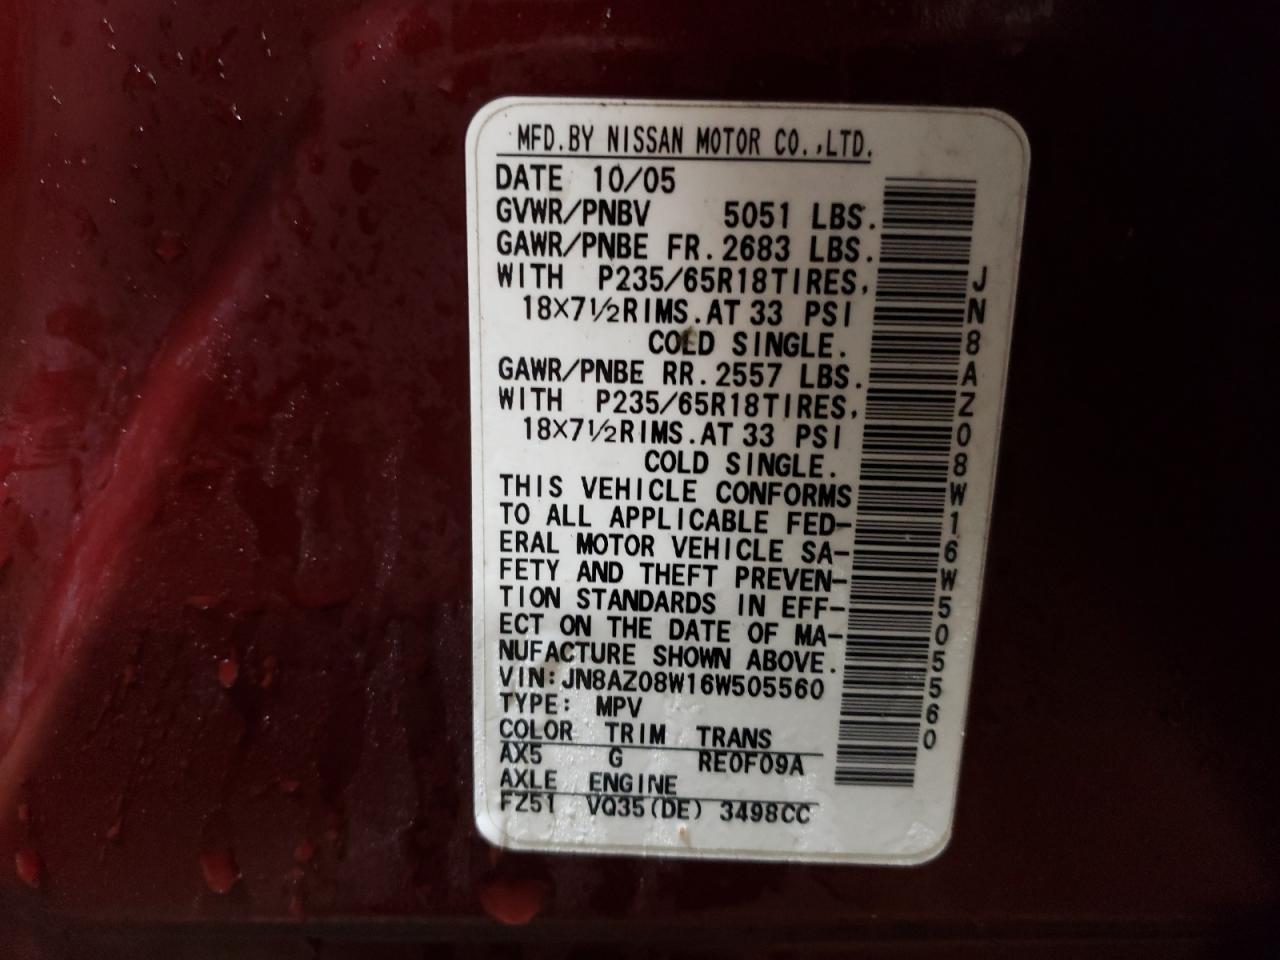 MFD.BY NISSAN MOTOR CO.,LTD.
DATE 10/05
GVWR/PNBV 5051 LBS.
GAWR/PNBE FR.2683 LBS.
WITH P235/65R18TIRES,
18X7½RIMS.AT 33 PSI
COLD SINGLE.
GAWR/PNBE RR.2557 LBS.
WITH P235/65R18TIRES,
18X7½RIMS.AT 33 PSI
COLD SINGLE.
THIS VEHICLE CONFORMS
TO ALL APPLICABLE FED-
ERAL MOTOR VEHICLE SA-
FETY AND THEFT PREVEN-
TION STANDARDS IN EFF-
ECT ON THE DATE OF MA-
NUFACTURE SHOWN ABOVE.
VIN:JN8AZ08W16W505560
TYPE: MPV
COLOR TRIM TRANS
AX5 G RE0F09A
AXLE ENGINE
FZ51 VQ35(DE) 3498CC
JN8AZ08W16W505560